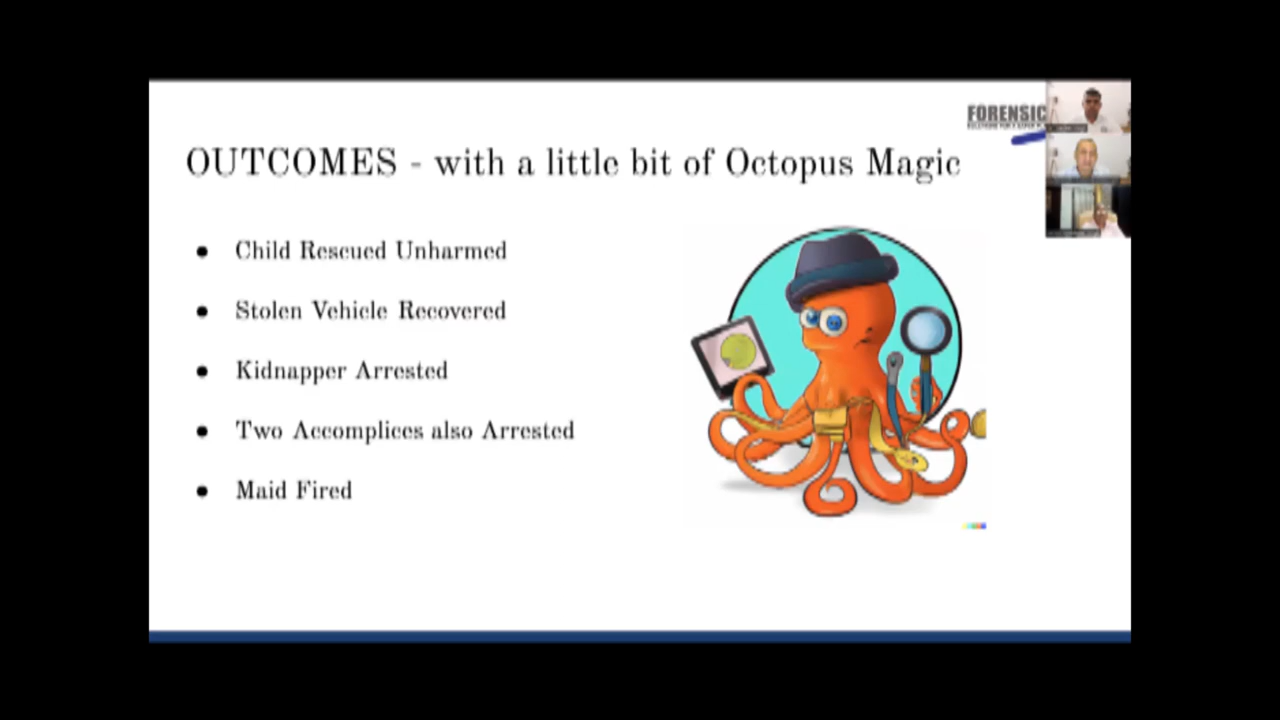 FORENSIC
OUTCOMES - with a little bit of Octopus Magic
● Child Rescued Unharmed
● Stolen Vehicle Recovered
● Kidnapper Arrested
● Two Accomplices also Arrested
● Maid Fired